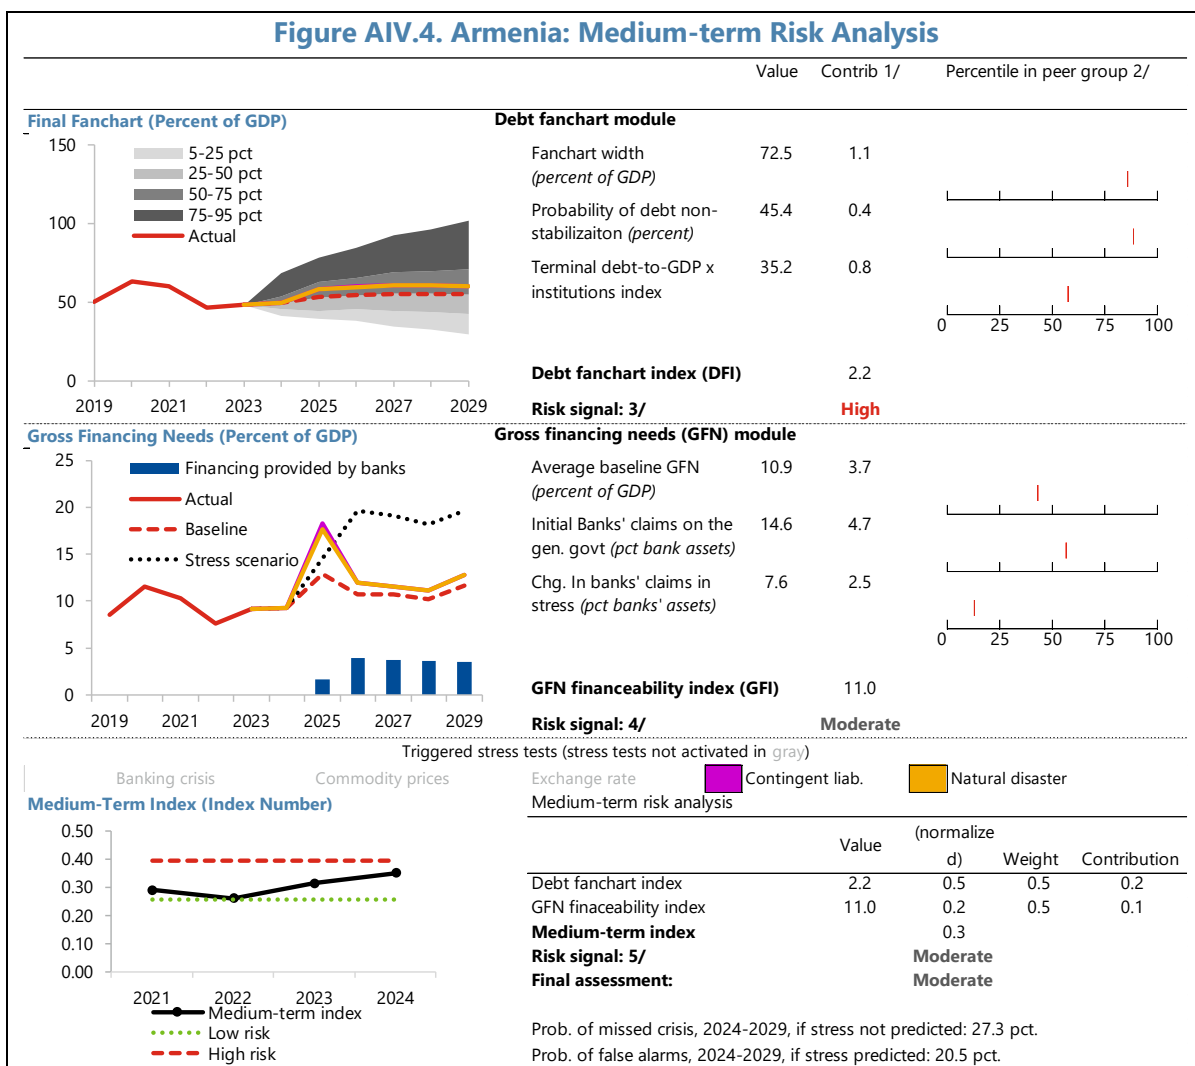 Figure AIV.4. Armenia: Medium-term Risk Analysis
Value Contrib 1/ Percentile in peer group 2/
Final Fanchart (Percent of GDP)
150
100
50
0
5-25 pct
25-50 pct
50-75 pct
75-95 pct
Actual
2019 2021 2023 2025 2027 2029
Debt fanchart module
Fanchart width 72.5 1.1
(percent of GDP)
Probability of debt non- 45.4 0.4
stabilizaiton (percent)
Terminal debt-to-GDP x 35.2 0.8
institutions index
0 25 50 75 100
Debt fanchart index (DFI) 2.2
Risk signal: 3/ High
Gross Financing Needs (Percent of GDP)
25
20
15
10
5
0
Financing provided by banks
Actual
Baseline
Stress scenario
2019 2021 2023 2025 2027 2029
Gross financing needs (GFN) module
Average baseline GFN 10.9 3.7
(percent of GDP)
Initial Banks' claims on the 14.6 4.7
gen. govt (pct bank assets)
Chg. In banks' claims in 7.6 2.5
stress (pct banks' assets)
0 25 50 75 100
GFN financeability index (GFI) 11.0
Risk signal: 4/ Moderate
Triggered stress tests (stress tests not activated in gray)
Banking crisis Commodity prices Exchange rate Contingent liab. Natural disaster
Medium-Term Index (Index Number)
0.50
0.40
0.30
0.20
0.10
0.00
2021 2022 2023 2024
Medium-term index
Low risk
High risk
Medium-term risk analysis
Value (normalize
d) Weight Contribution
Debt fanchart index 2.2 0.5 0.5 0.2
GFN finaceability index 11.0 0.2 0.5 0.1
Medium-term index 0.3
Risk signal: 5/ Moderate
Final assessment: Moderate
Prob. of missed crisis, 2024-2029, if stress not predicted: 27.3 pct.
Prob. of false alarms, 2024-2029, if stress predicted: 20.5 pct.